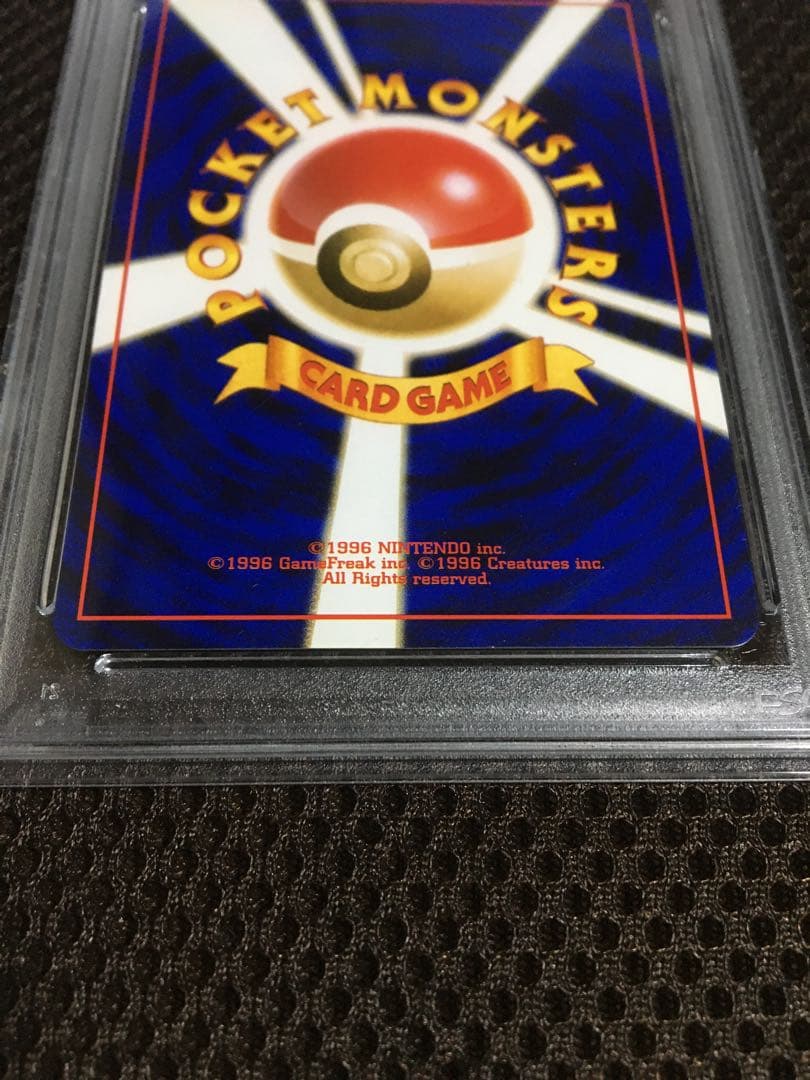 POCKET MONSTERS
CARD GAME
©1996 NINTENDO inc.
©1996 GameFreak inc. ©1996 Creatures inc.
All Rights reserved.